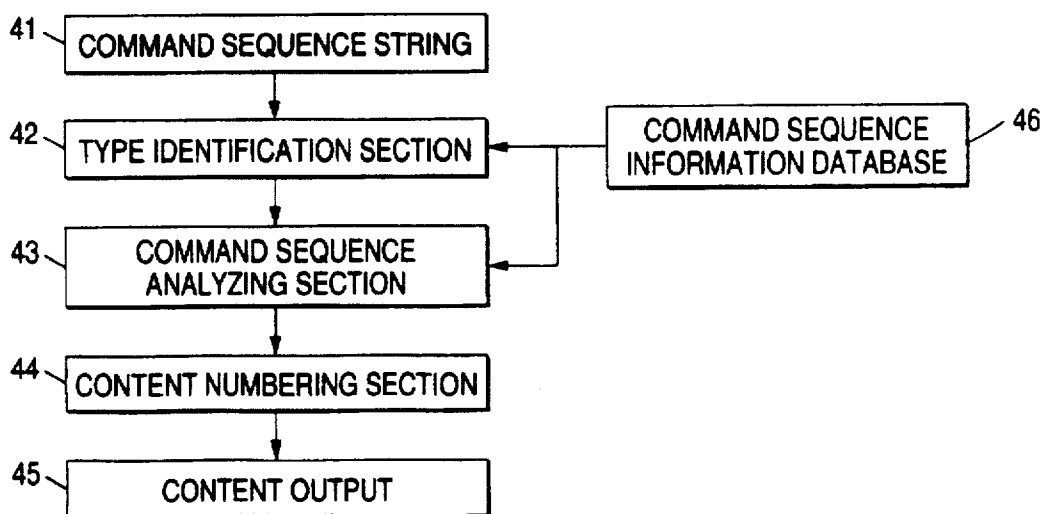 41
COMMAND SEQUENCE STRING
42
TYPE IDENTIFICATION SECTION
COMMAND SEQUENCE
INFORMATION DATABASE
46
43
COMMAND SEQUENCE
ANALYZING SECTION
44
CONTENT NUMBERING SECTION
45
CONTENT OUTPUT